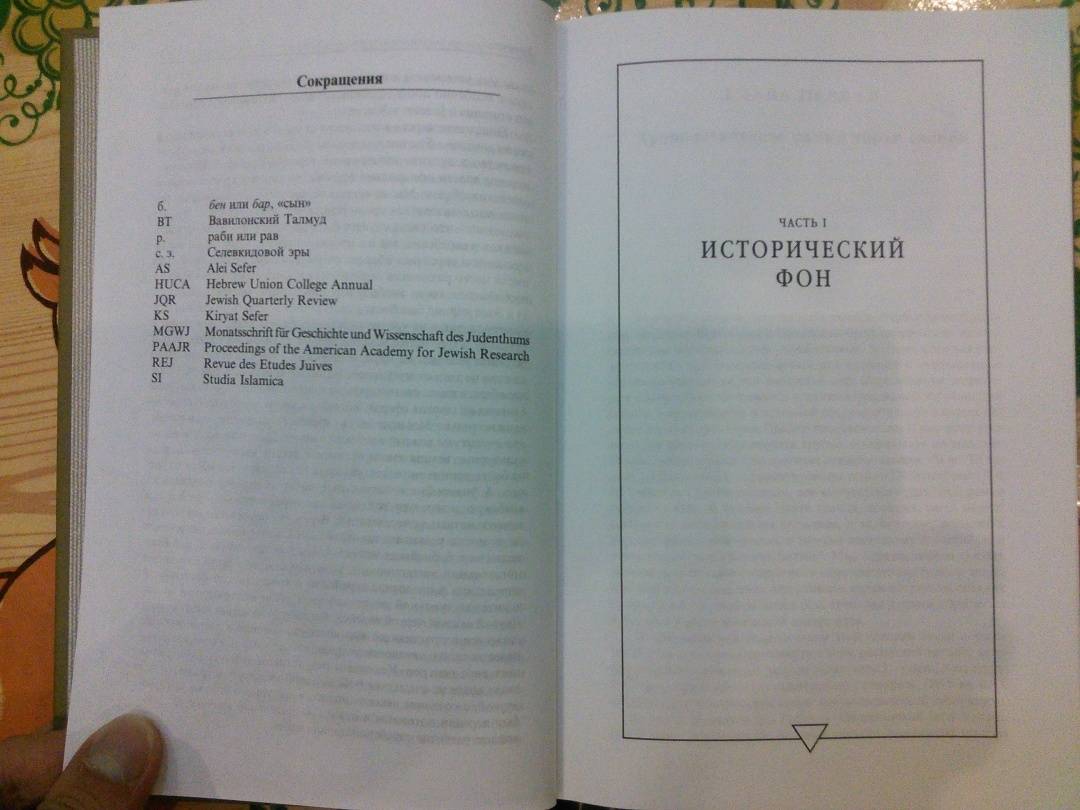 Сокращения
б. бен или бар, «сын»
ВТ Вавилонский Талмуд
р. раби или рав
с. э. Селевкидовой эры
AS Alei Sefer
HUCA Hebrew Union College Annual
JQR Jewish Quarterly Review
KS Kiryat Sefer
MGWJ Monatsschrift für Geschichte und Wissenschaft des Judenthums
PAAJR Proceedings of the American Academy for Jewish Research
REJ Revue des Etudes Juives
SI Studia Islamica
ЧАСТЬ I
ИСТОРИЧЕСКИЙ
ФОН